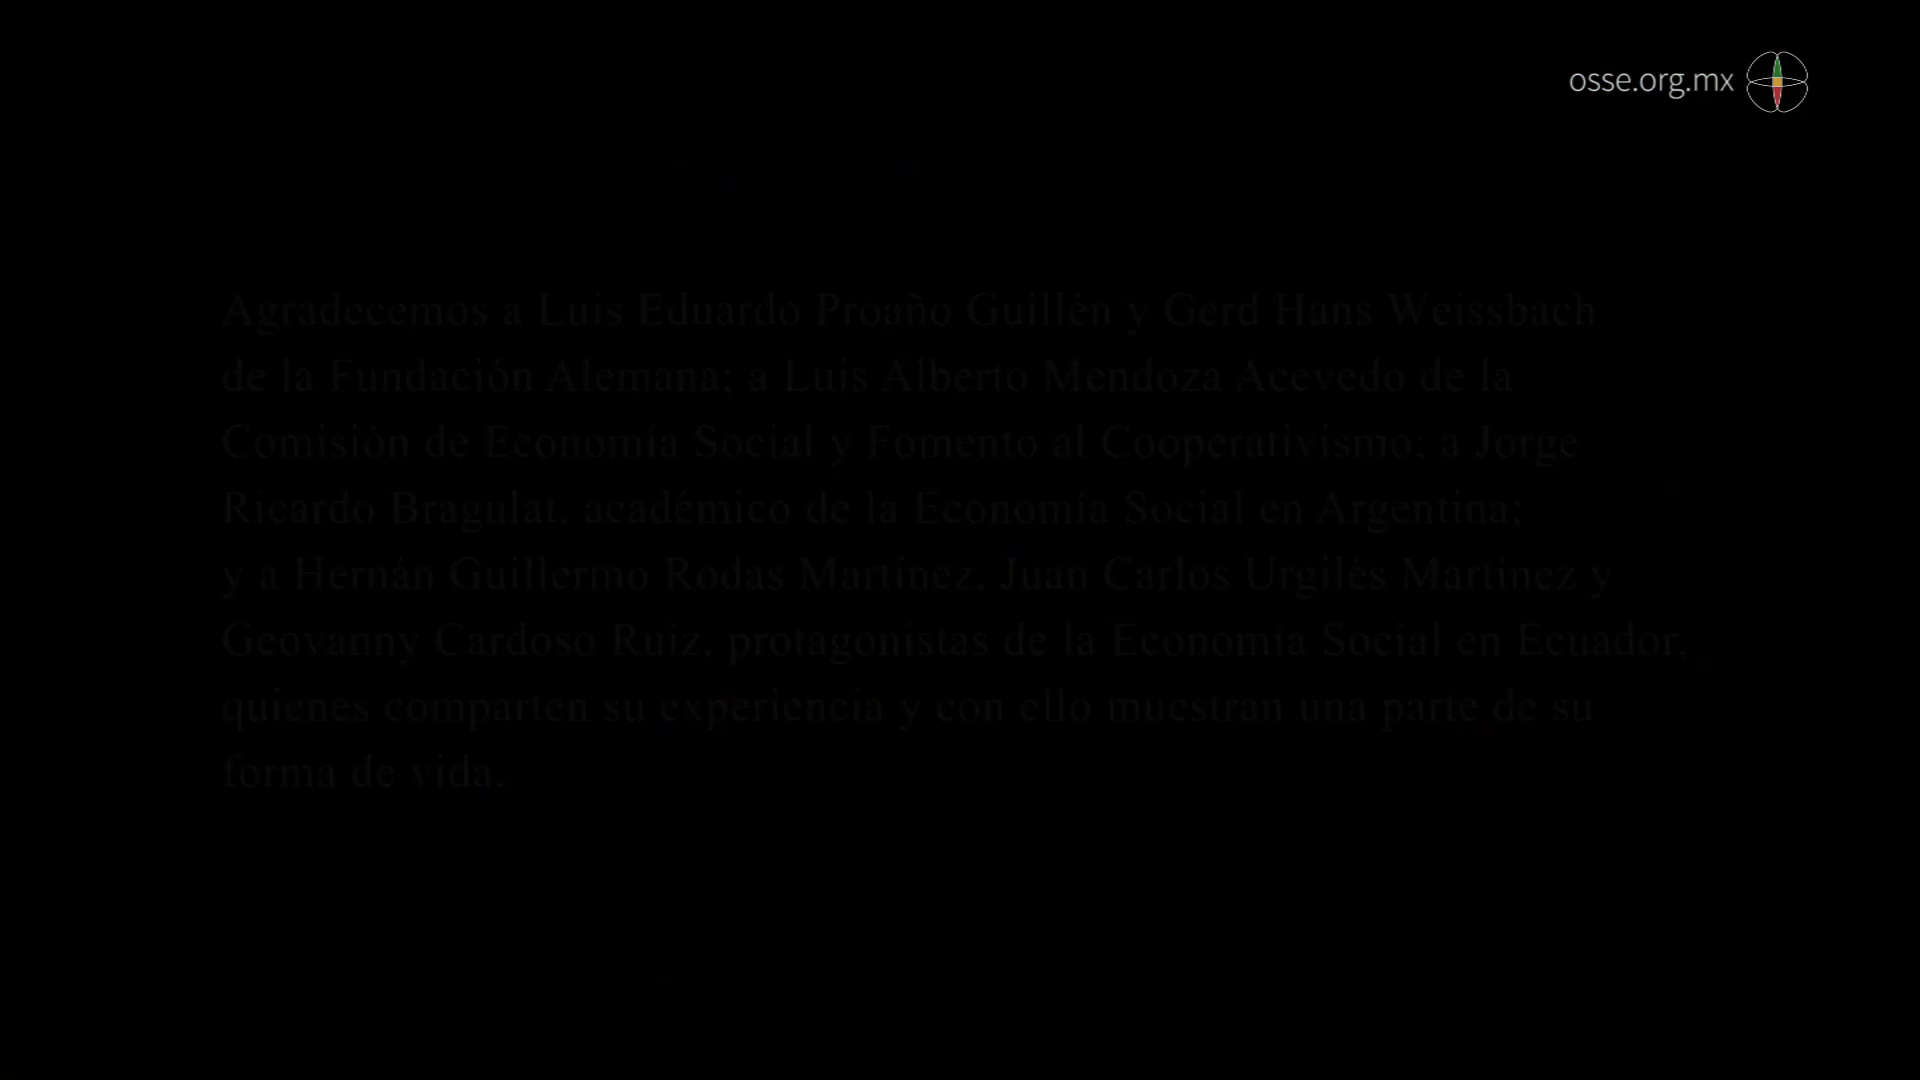 osse.org.mx
Agradecemos a Luis Eduardo Proaño Guillén y Gerd Hans Weissbach
de la Fundación Alemana; a Luis Alberto Mendoza Acevedo de la
Comisión de Economía Social y Fomento al Cooperativismo; a Jorge
Ricardo Bragulat, académico de la Economía Social en Argentina;
y a Hernán Guillermo Rodas Martínez, Juan Carlos Urgilés Martínez y
Geovanny Cardoso Ruiz, protagonistas de la Economía Social en Ecuador,
quienes comparten su experiencia y con ello muestran una parte de su
forma de vida.